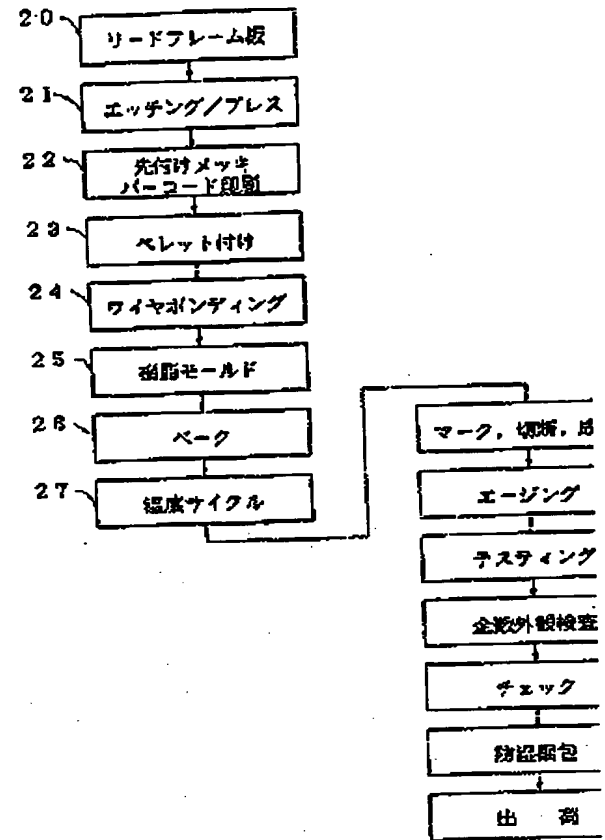 20
リードフレーム板
21
エッチング/プレス
22
先付けメッキ
バーコード印刷
23
ペレット付け
24
ワイヤボンディング
25
樹脂モールド
26
ベーク
27
温度サイクル
マーク,切断,
エージング
テスティング
全数外観検査
チェック
防湿梱包
出 荷